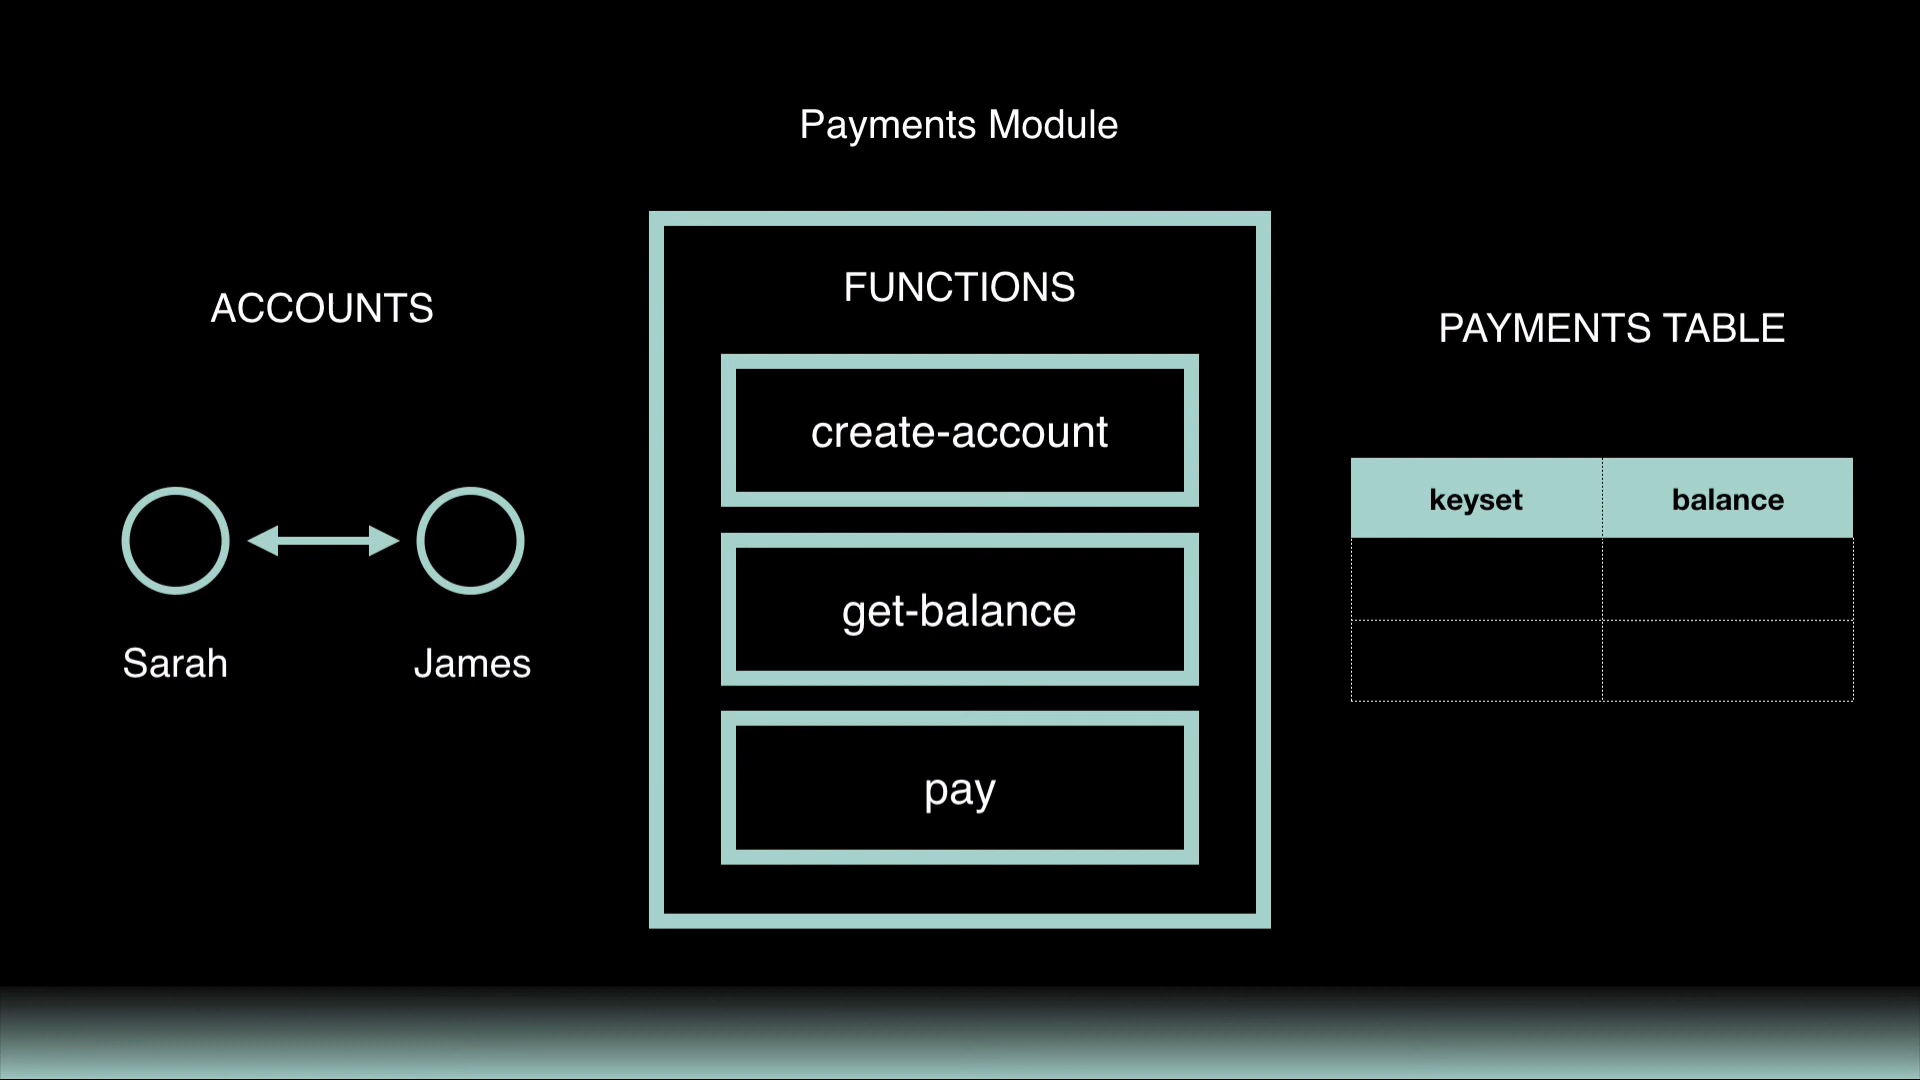 Payments Module
ACCOUNTS
Sarah
James
FUNCTIONS
create-account
get-balance
pay
PAYMENTS TABLE
keyset balance